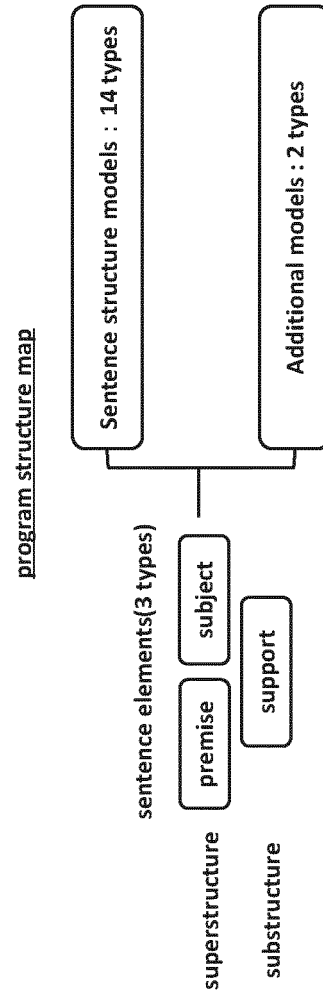 program structure map
sentence elements(3 types)
superstructure
premise
subject
substructure
support
Sentence structure models : 14 types
Additional models : 2 types